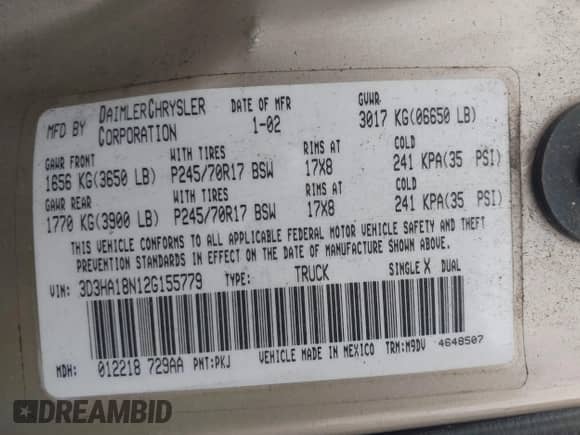 MFD BY DAIMLERCHRYSLER CORPORATION DATE OF MFR 1-02 GVWR 3017 KG(06650 LB)
GAWR FRONT WITH TIRES RIMS AT COLD
1656 KG(3650 LB) P245/70R17 BSW 17X8 241 KPA(35 PSI)
GAWR REAR WITH TIRES RIMS AT COLD
1770 KG(3900 LB) P245/70R17 BSW 17X8 241 KPA(35 PSI)
THIS VEHICLE CONFORMS TO ALL APPLICABLE FEDERAL MOTOR VEHICLE SAFETY AND THEFT
PREVENTION STANDARDS IN EFFECT ON THE DATE OF MANUFACTURE SHOWN ABOVE.
VIN: 3D3HA18N12G155779 TYPE: TRUCK SINGLE X DUAL
MDH: 012218 729AA PNT:PKJ VEHICLE MADE IN MEXICO TRM:M9DV 4648507
DREAMBID